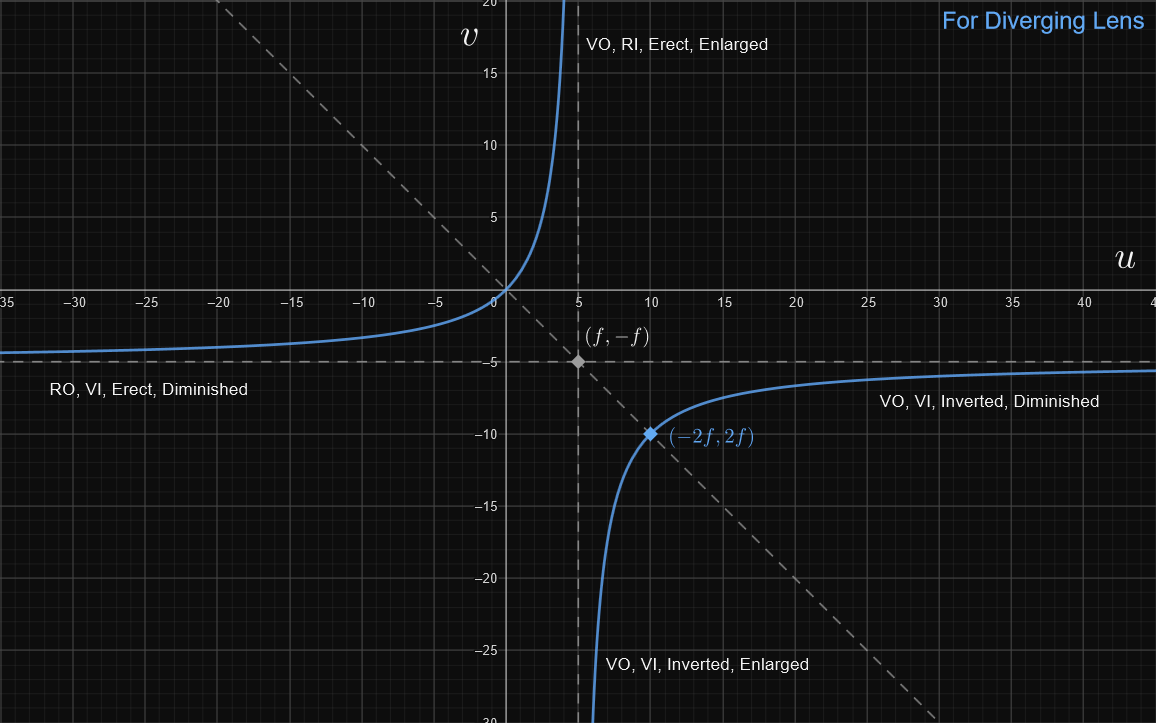 20
For Diverging Lens
v
VO, RI, Erect, Enlarged
15
10
5
u
35 −30 −25 −20 −15 −10 −5 0 5 10 15 20 25 30 35 40 4
(f, −f)
−5
RO, VI, Erect, Diminished
VO, VI, Inverted, Diminished
−10
(−2f, 2f)
−15
−20
−25
VO, VI, Inverted, Enlarged
−30